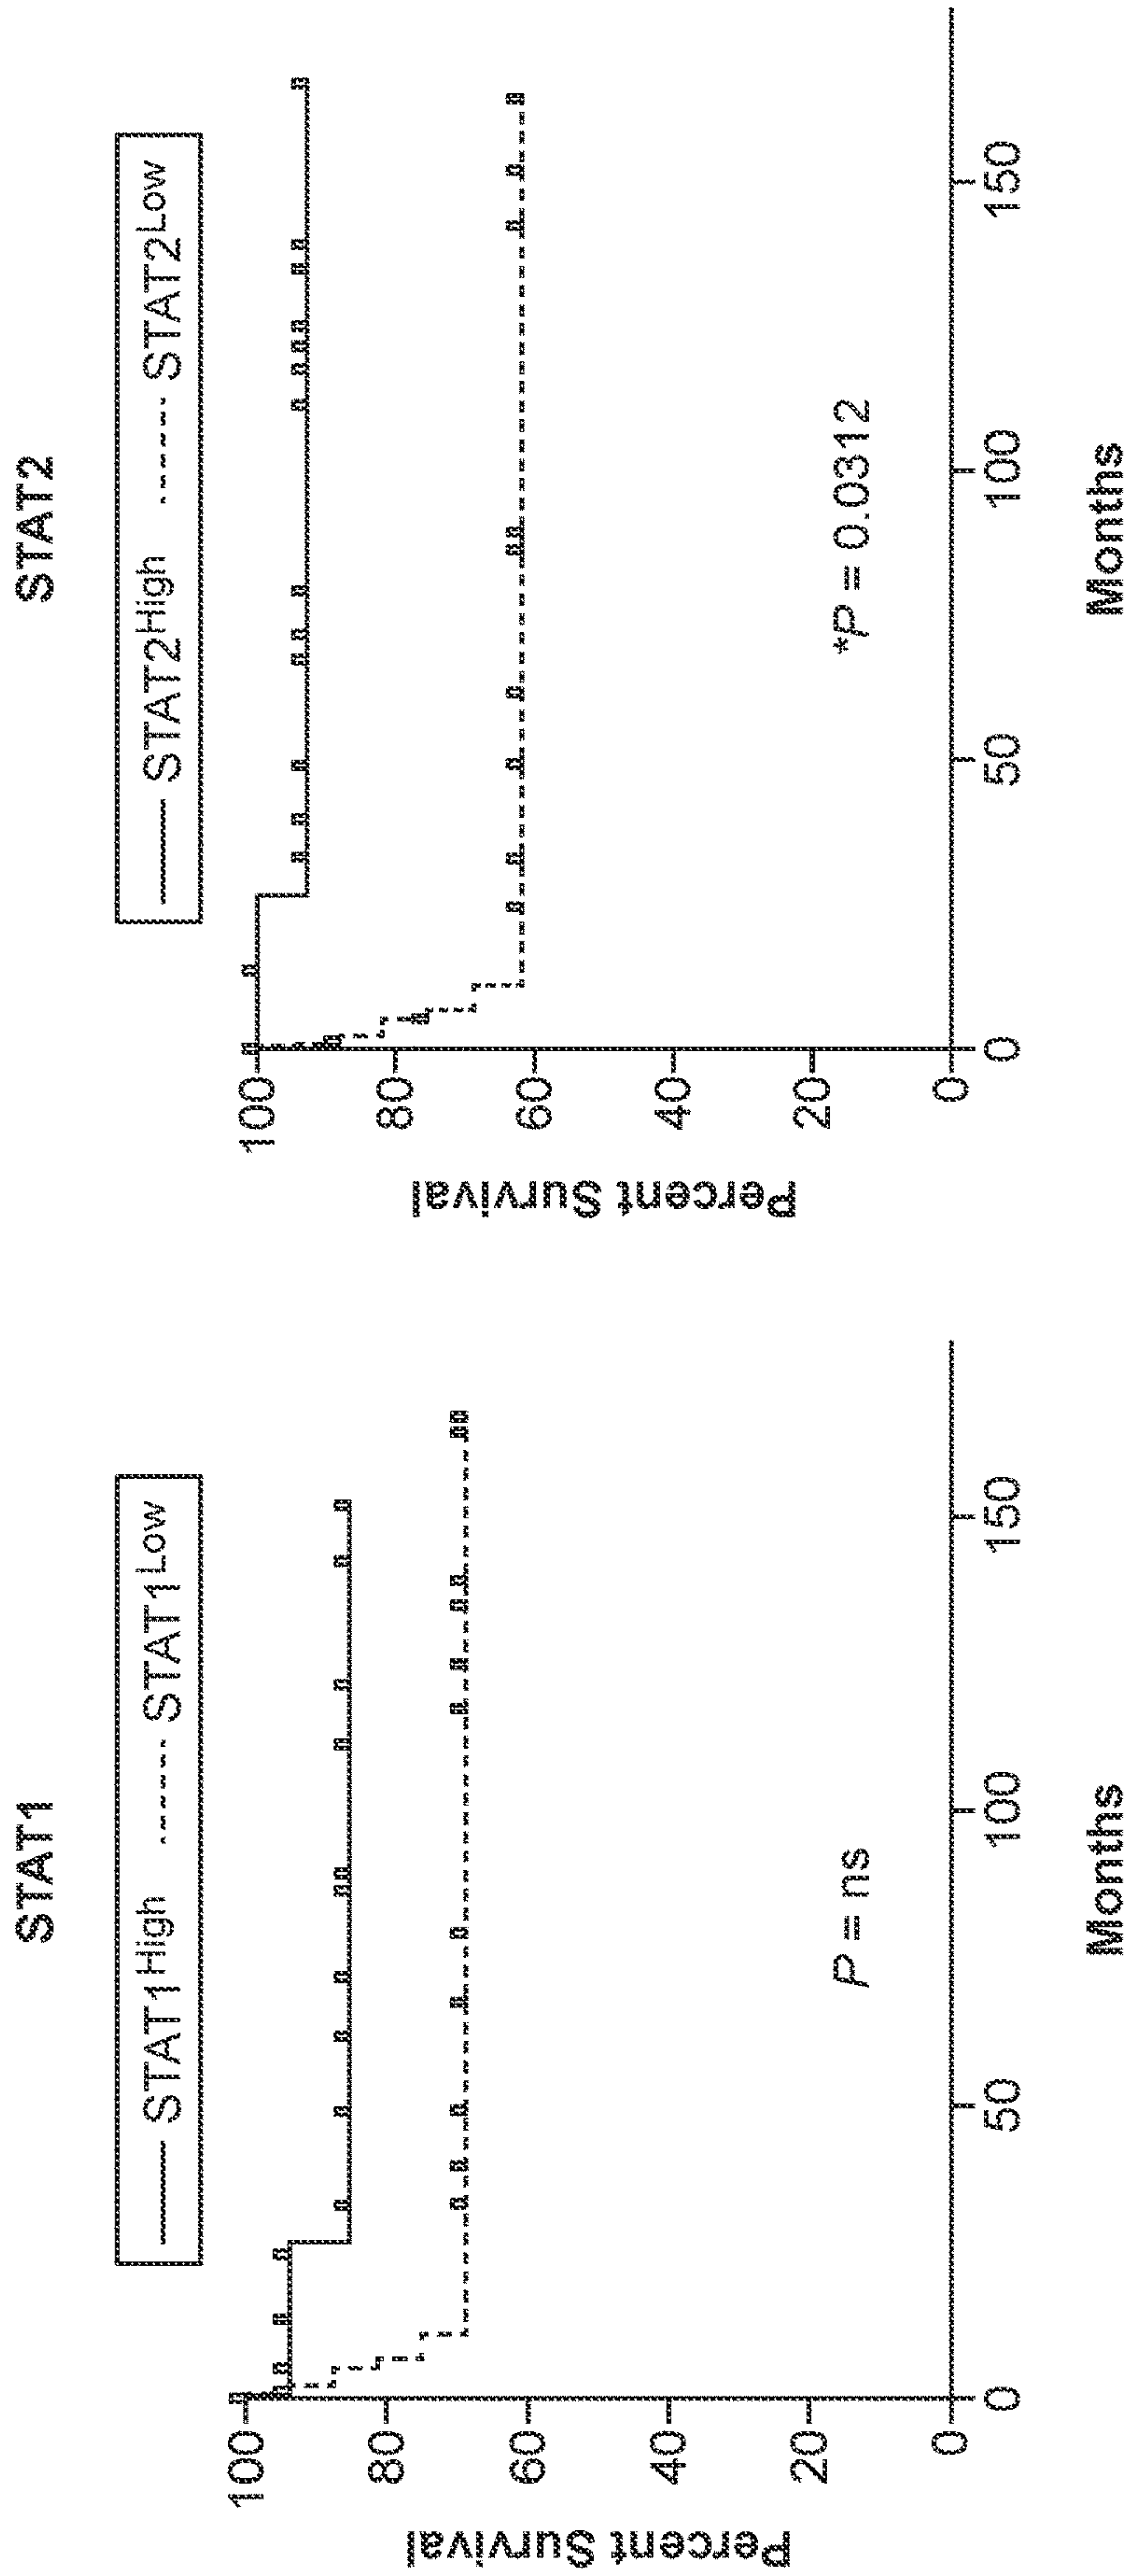 STAT1
STAT1High STAT1Low
Percent Survival
100
80
60
40
20
0
P = ns
0 50 100 150
Months
STAT2
STAT2High STAT2Low
Percent Survival
100
80
60
40
20
0
*P = 0.0312
0 50 100 150
Months